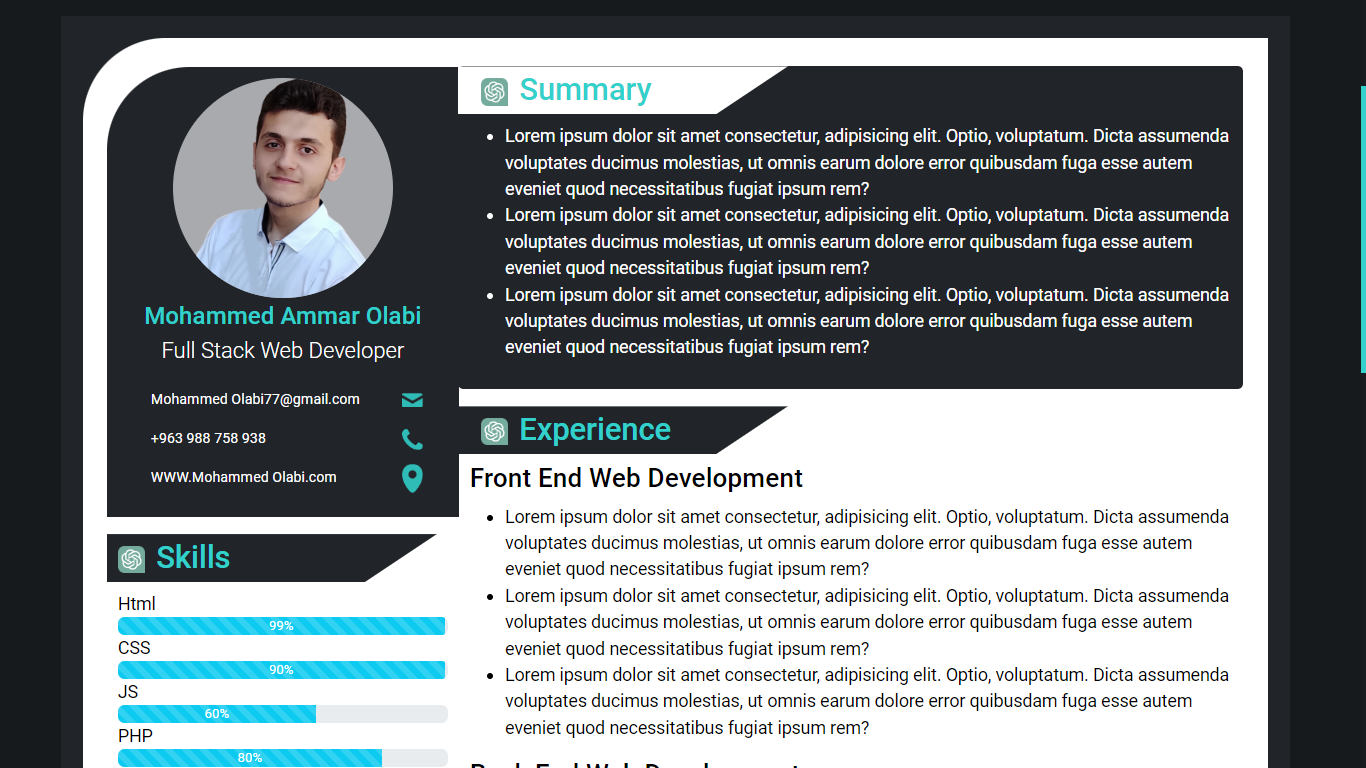 Mohammed Ammar Olabi
Full Stack Web Developer
Mohammed Olabi77@gmail.com
+963 988 758 938
WWW.Mohammed Olabi.com
Skills
Html
99%
CSS
90%
JS
60%
PHP
80%
Summary
Lorem ipsum dolor sit amet consectetur, adipisicing elit. Optio, voluptatum. Dicta assumenda
voluptates ducimus molestias, ut omnis earum dolore error quibusdam fuga esse autem
eveniet quod necessitatibus fugiat ipsum rem?
Lorem ipsum dolor sit amet consectetur, adipisicing elit. Optio, voluptatum. Dicta assumenda
voluptates ducimus molestias, ut omnis earum dolore error quibusdam fuga esse autem
eveniet quod necessitatibus fugiat ipsum rem?
Lorem ipsum dolor sit amet consectetur, adipisicing elit. Optio, voluptatum. Dicta assumenda
voluptates ducimus molestias, ut omnis earum dolore error quibusdam fuga esse autem
eveniet quod necessitatibus fugiat ipsum rem?
Experience
Front End Web Development
Lorem ipsum dolor sit amet consectetur, adipisicing elit. Optio, voluptatum. Dicta assumenda
voluptates ducimus molestias, ut omnis earum dolore error quibusdam fuga esse autem
eveniet quod necessitatibus fugiat ipsum rem?
Lorem ipsum dolor sit amet consectetur, adipisicing elit. Optio, voluptatum. Dicta assumenda
voluptates ducimus molestias, ut omnis earum dolore error quibusdam fuga esse autem
eveniet quod necessitatibus fugiat ipsum rem?
Lorem ipsum dolor sit amet consectetur, adipisicing elit. Optio, voluptatum. Dicta assumenda
voluptates ducimus molestias, ut omnis earum dolore error quibusdam fuga esse autem
eveniet quod necessitatibus fugiat ipsum rem?